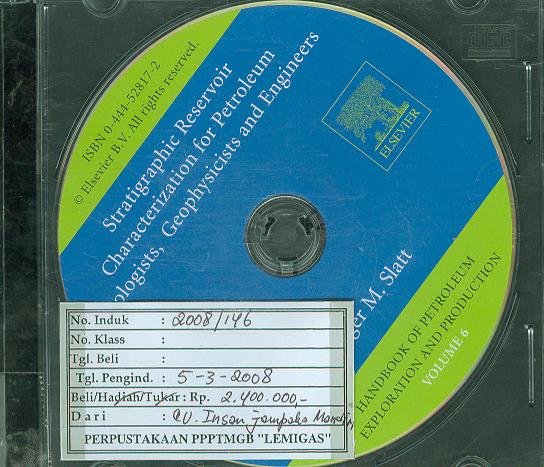 ISBN 0-444-52817-2
© Elsevier B.V. All rights reserved.
Stratigraphic Reservoir
Characterization for Petroleum
ologists, Geophysicists and Engineers
ELSEVIER
ger M. Slatt
HANDBOOK OF PETROLEUM
EXPLORATION AND PRODUCTION
VOLUME 6
No. Induk : 2008/146
No. Klass :
Tgl. Beli :
Tgl. Pengind. : 5-3-2008
Beli/Hadiah/Tukar : Rp. 2.400.000,-
Dari : CV. Insan
PERPUSTAKAAN PPPTMGB "LEMIGAS"